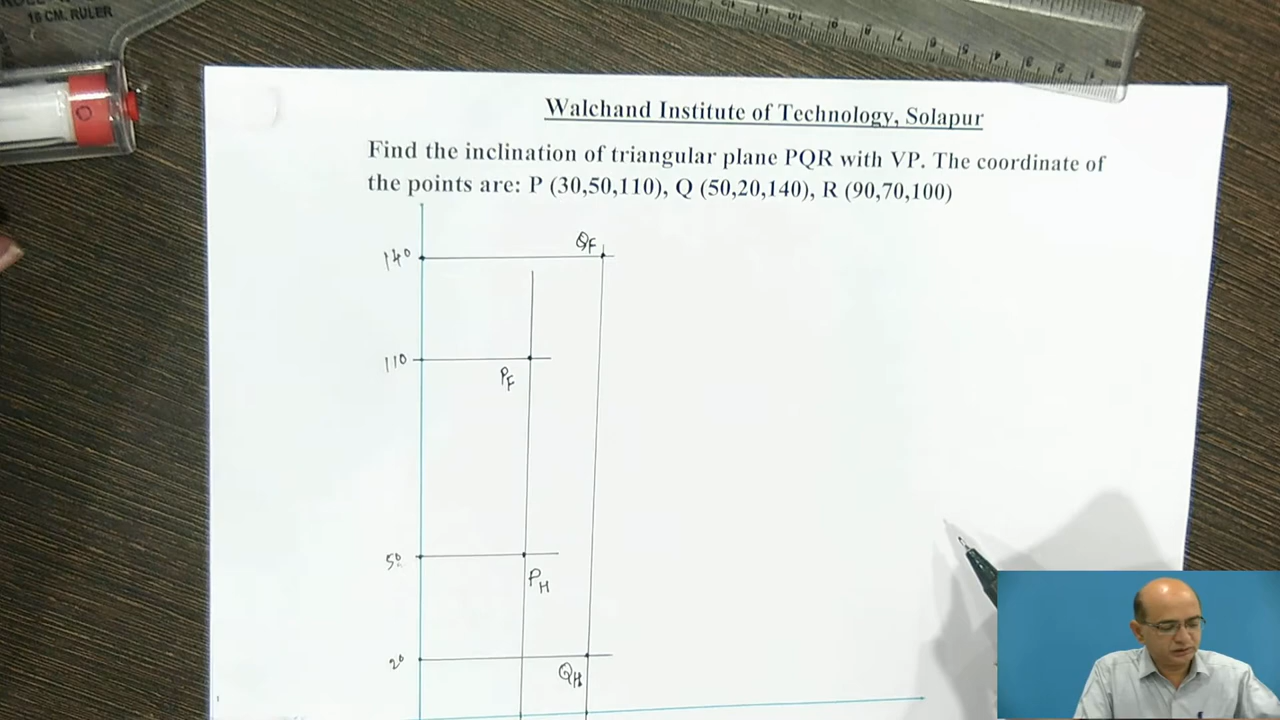 16 CM. RULER
Walchand Institute of Technology, Solapur
Find the inclination of triangular plane PQR with VP. The coordinate of
the points are: P (30,50,110), Q (50,20,140), R (90,70,100)
140
QF
110
PF
50
PH
20
QH